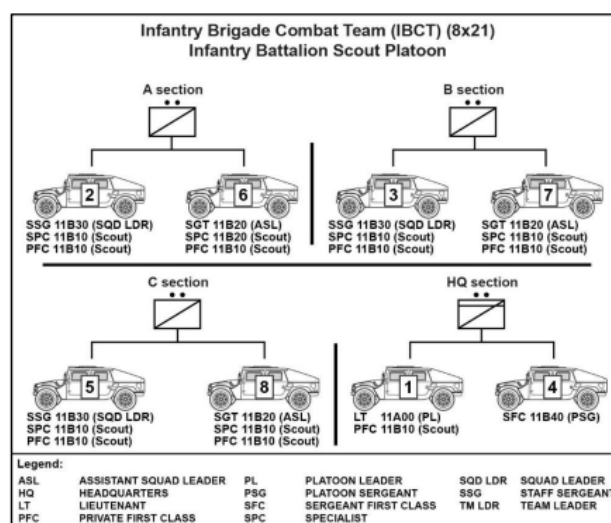 Infantry Brigade Combat Team (IBCT) (8x21)
Infantry Battalion Scout Platoon
A section
2
SSG 11B30 (SQD LDR)
SPC 11B10 (Scout)
PFC 11B10 (Scout)
6
SGT 11B20 (ASL)
SPC 11B20 (Scout)
PFC 11B10 (Scout)
B section
3
SSG 11B30 (SQD LDR)
SPC 11B10 (Scout)
PFC 11B10 (Scout)
7
SGT 11B20 (ASL)
SPC 11B10 (Scout)
PFC 11B10 (Scout)
C section
5
SSG 11B30 (SQD LDR)
SPC 11B10 (Scout)
PFC 11B10 (Scout)
8
SGT 11B20 (ASL)
SPC 11B10 (Scout)
PFC 11B10 (Scout)
HQ section
1
LT 11A00 (PL)
PFC 11B10 (Scout)
4
SFC 11B40 (PSG)
Legend:
ASL ASSISTANT SQUAD LEADER PL PLATOON LEADER SQD LDR SQUAD LEADER
HQ HEADQUARTERS PSG PLATOON SERGEANT SSG STAFF SERGEANT
LT LIEUTENANT SFC SERGEANT FIRST CLASS TM LDR TEAM LEADER
PFC PRIVATE FIRST CLASS SPC SPECIALIST